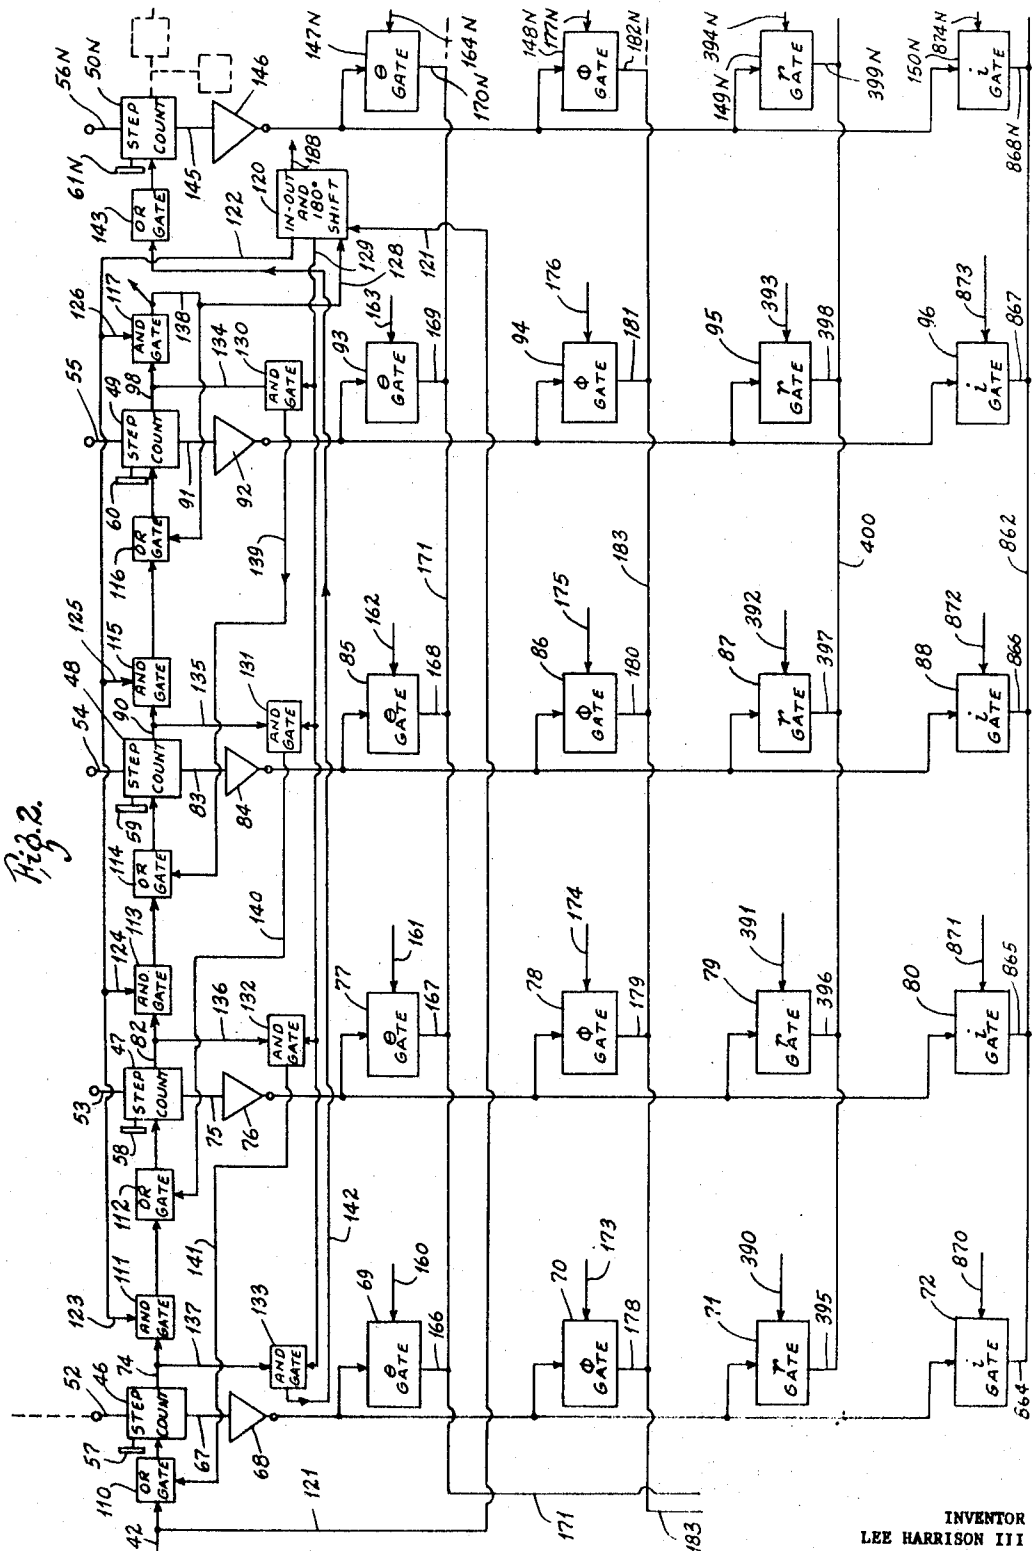 Fig. 2.
42
110
OR
GATE
57
52
46
STEP
COUNT
67
68
74
123
111
AND
GATE
137
133
AND
GATE
121
141
142
112
OR
GATE
58
53
47
STEP
COUNT
82
75
76
124
113
AND
GATE
136
132
AND
GATE
140
114
OR
GATE
59
54
48
STEP
COUNT
90
83
84
125
115
AND
GATE
135
131
AND
GATE
139
116
OR
GATE
60
55
49
STEP
COUNT
98
91
92
126
117
AND
GATE
138
134
130
AND
GATE
122
120
IN-OUT
AND
180°
SHIFT
188
129
128
121
143
OR
GATE
61N
56N
50N
STEP
COUNT
145
146
69
θ
GATE
160
166
77
θ
GATE
161
167
85
θ
GATE
162
168
171
93
θ
GATE
163
169
147N
θ
GATE
164N
170N
70
Φ
GATE
173
178
78
Φ
GATE
174
179
86
Φ
GATE
175
180
183
94
Φ
GATE
176
181
148N
177N
Φ
GATE
182N
71
r
GATE
390
395
79
r
GATE
391
396
87
r
GATE
392
397
400
95
r
GATE
393
398
149N
394N
r
GATE
399N
72
i
GATE
870
864
80
i
GATE
871
865
88
i
GATE
872
866
862
96
i
GATE
873
867
150N
874N
i
GATE
868N
171
183
INVENTOR
LEE HARRISON III